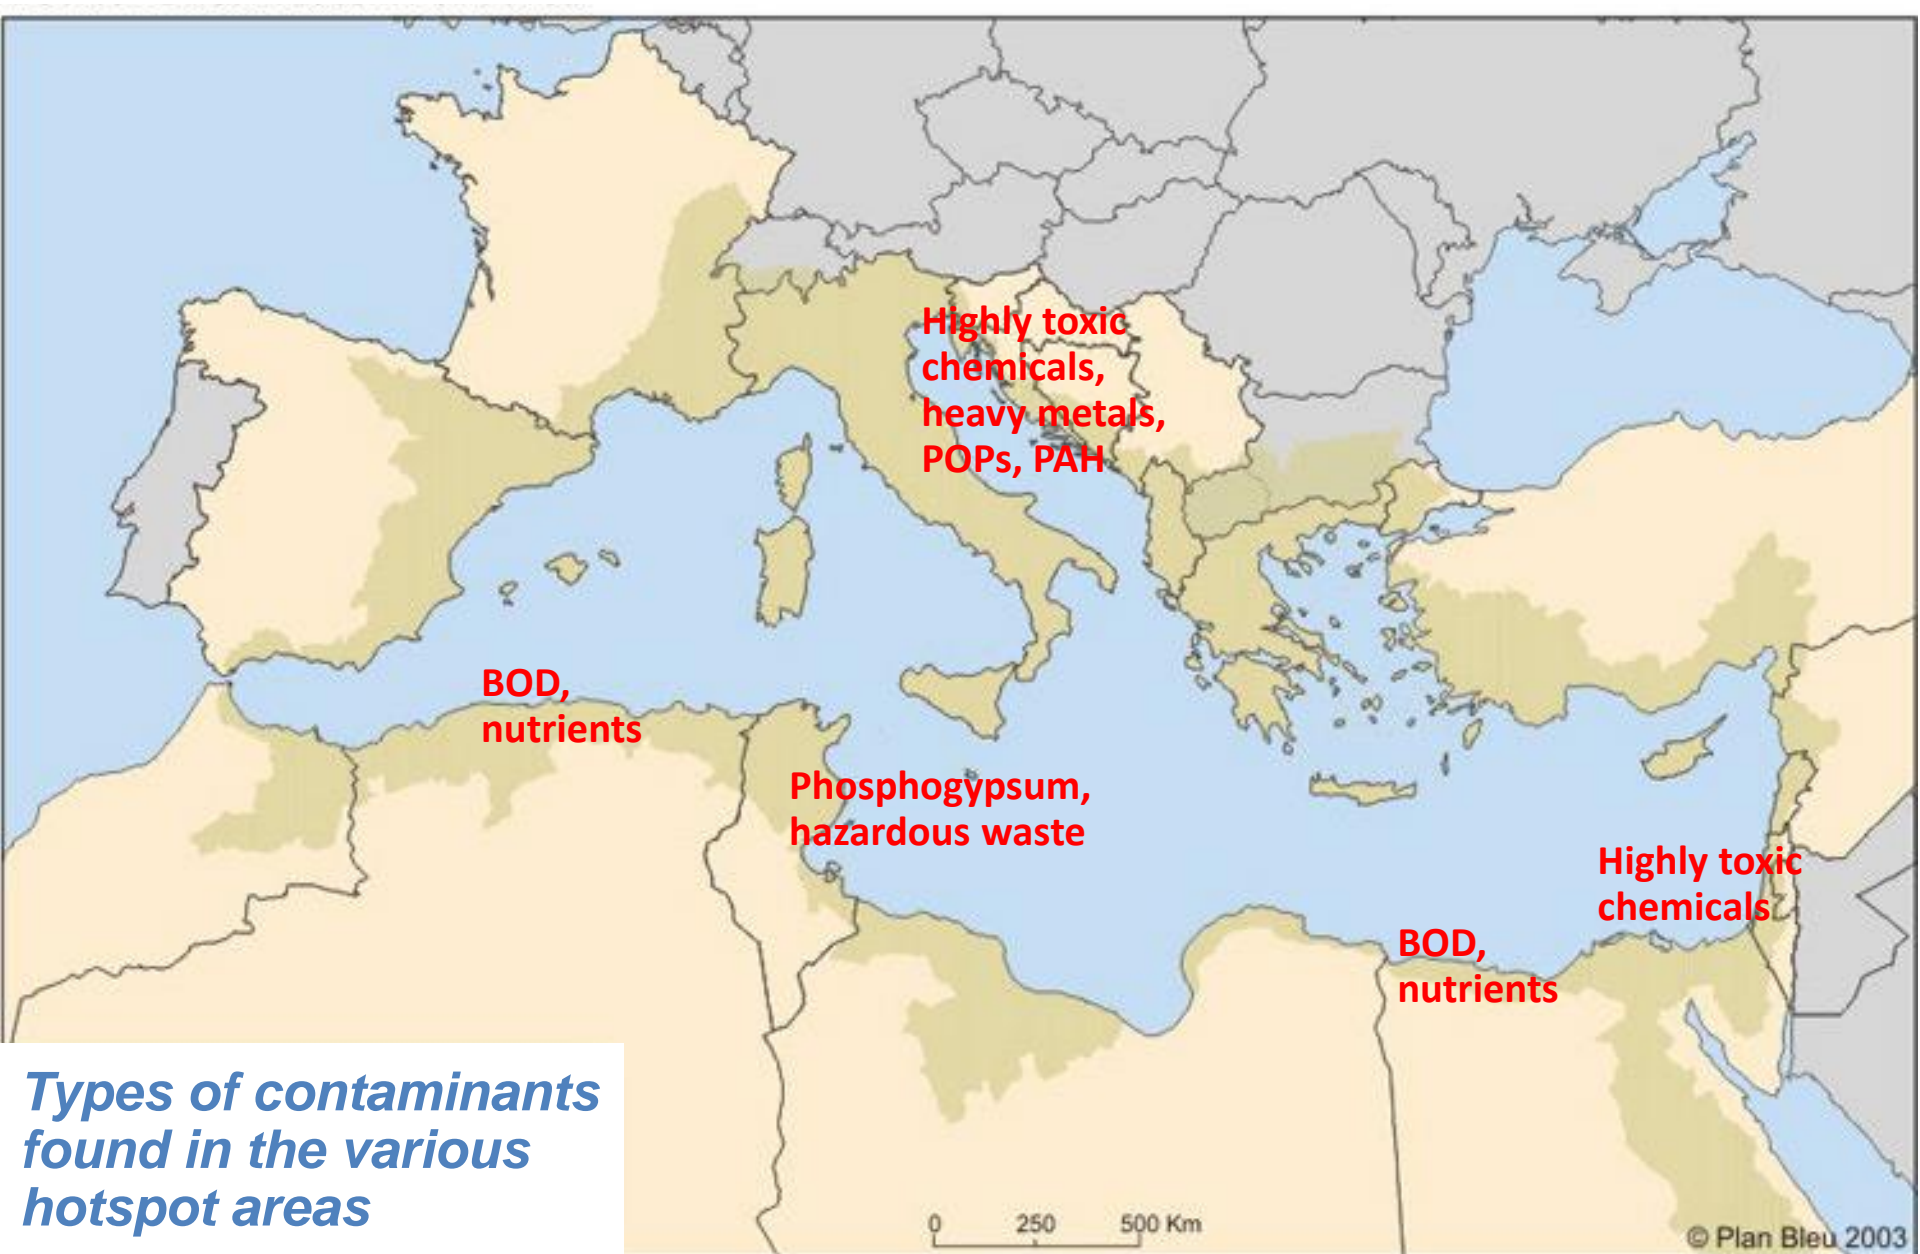 Highly toxic
chemicals,
heavy metals,
POPs, PAH
BOD,
nutrients
Phosphogypsum,
hazardous waste
Highly toxic
chemicals
BOD,
nutrients
Types of contaminants
found in the various
hotspot areas
0 250 500 Km
© Plan Bleu 2003